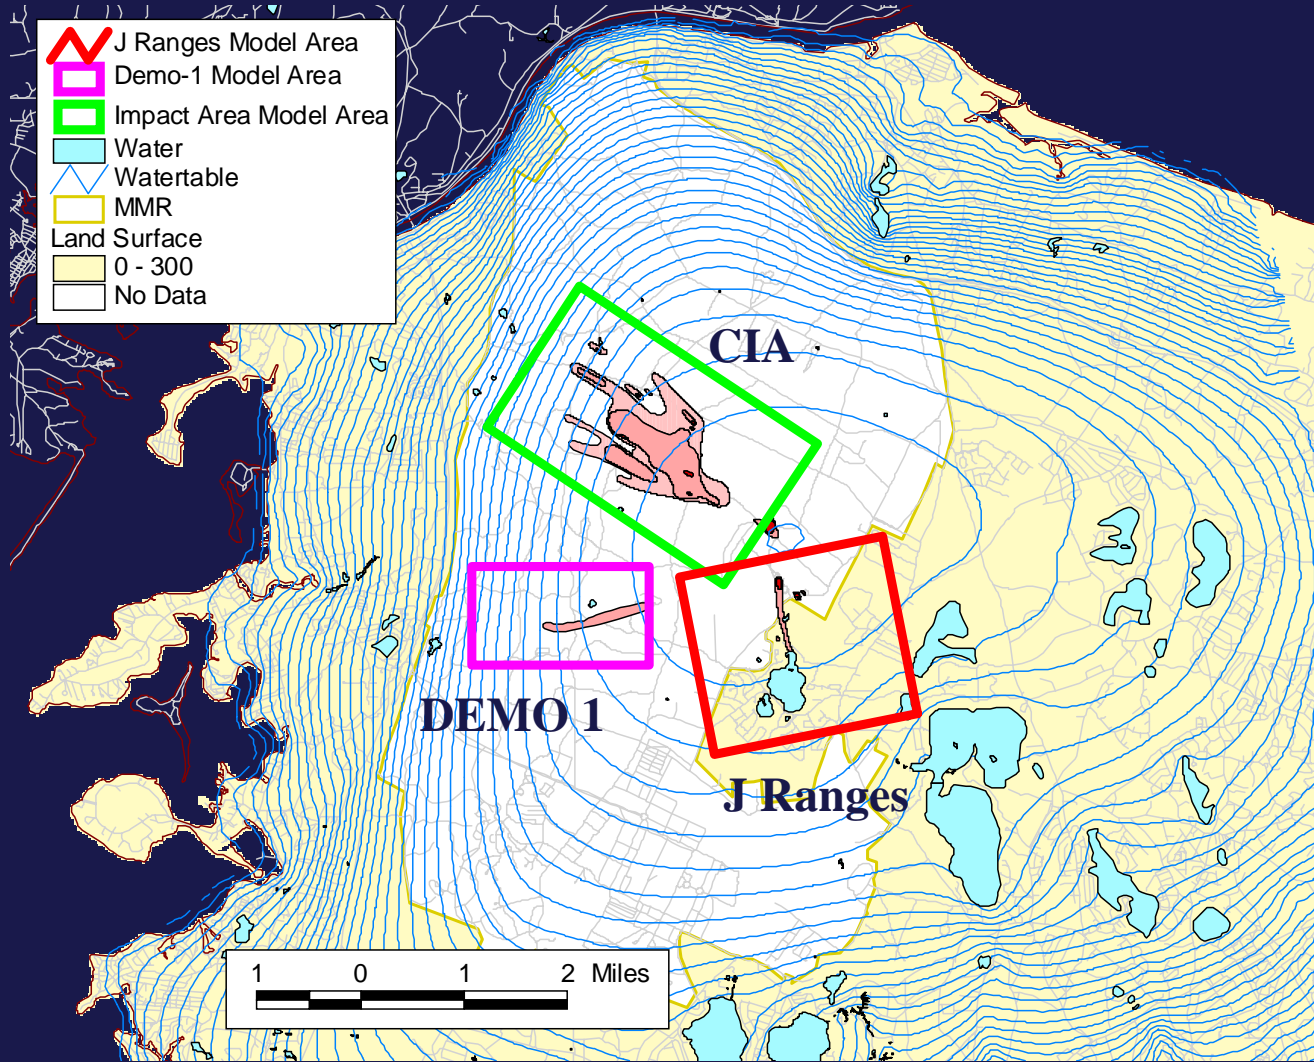 J Ranges Model Area
Demo-1 Model Area
Impact Area Model Area
Water
Watertable
MMR
Land Surface
0 - 300
No Data
CIA
DEMO 1
J Ranges
1 0 1 2 Miles